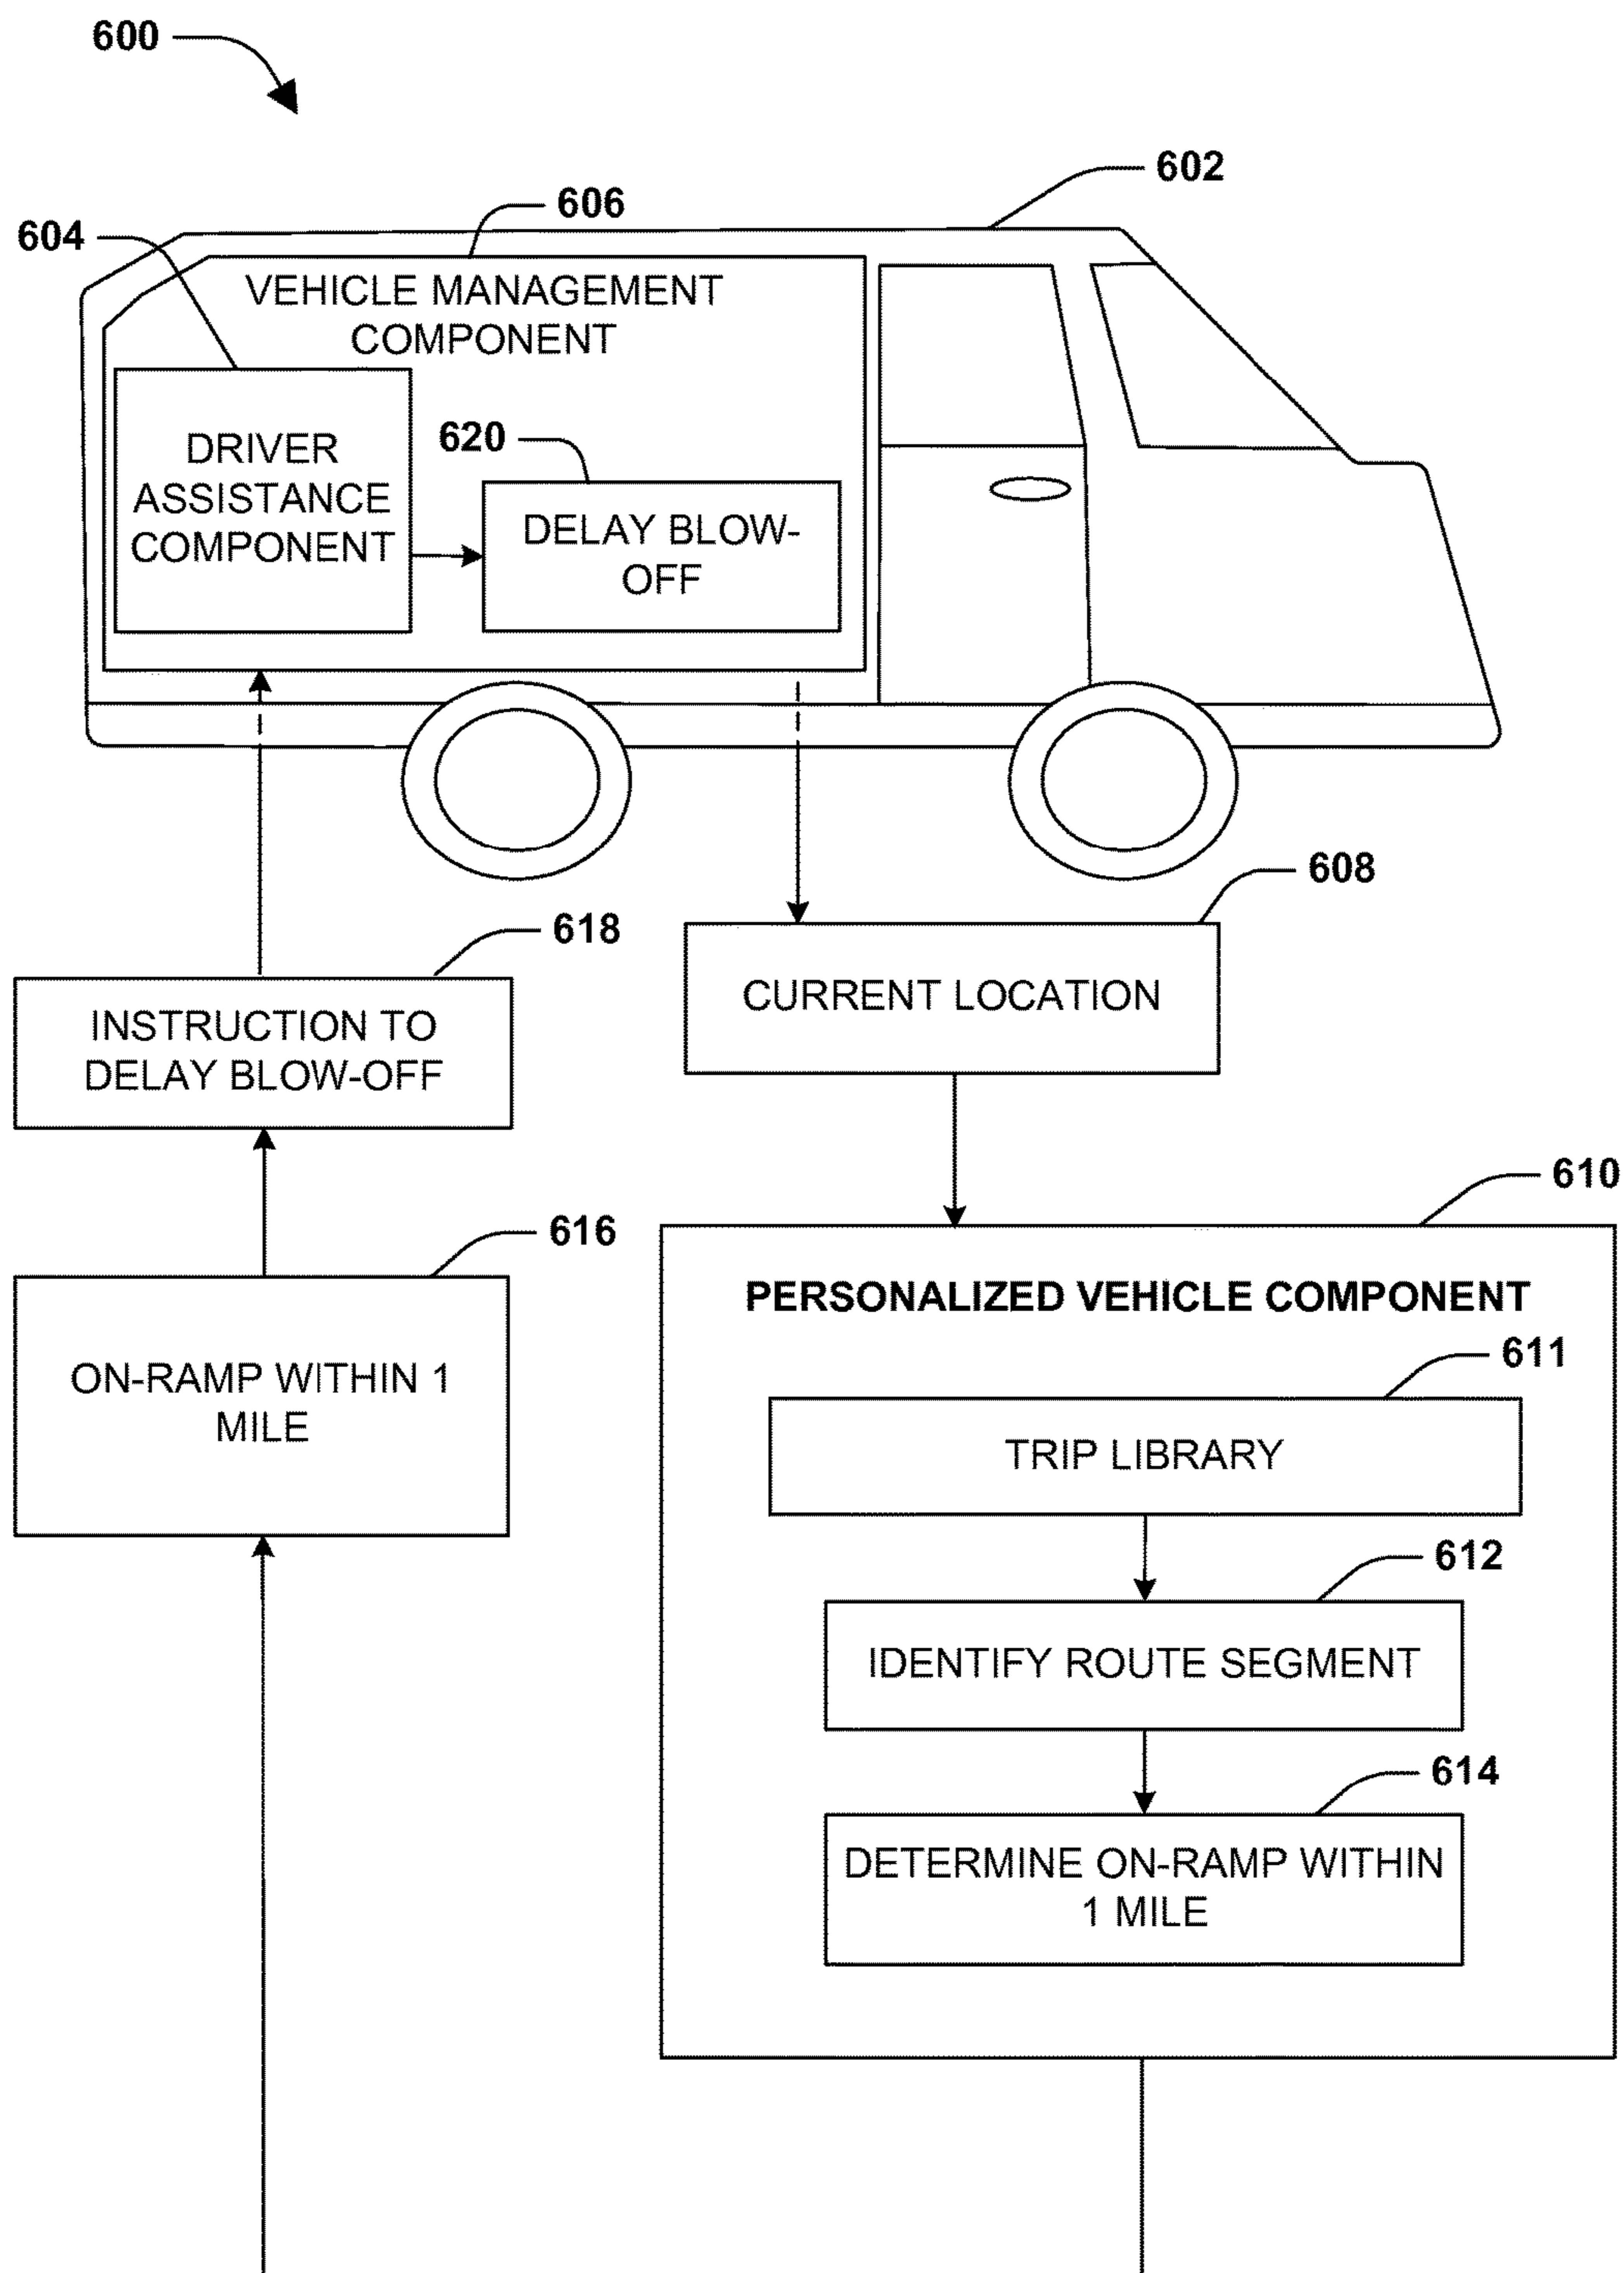 600
602
606
604
VEHICLE MANAGEMENT
COMPONENT
DRIVER
ASSISTANCE
COMPONENT
620
DELAY BLOW-
OFF
608
618
CURRENT LOCATION
INSTRUCTION TO
DELAY BLOW-OFF
610
616
PERSONALIZED VEHICLE COMPONENT
ON-RAMP WITHIN 1
MILE
611
TRIP LIBRARY
612
IDENTIFY ROUTE SEGMENT
614
DETERMINE ON-RAMP WITHIN
1 MILE